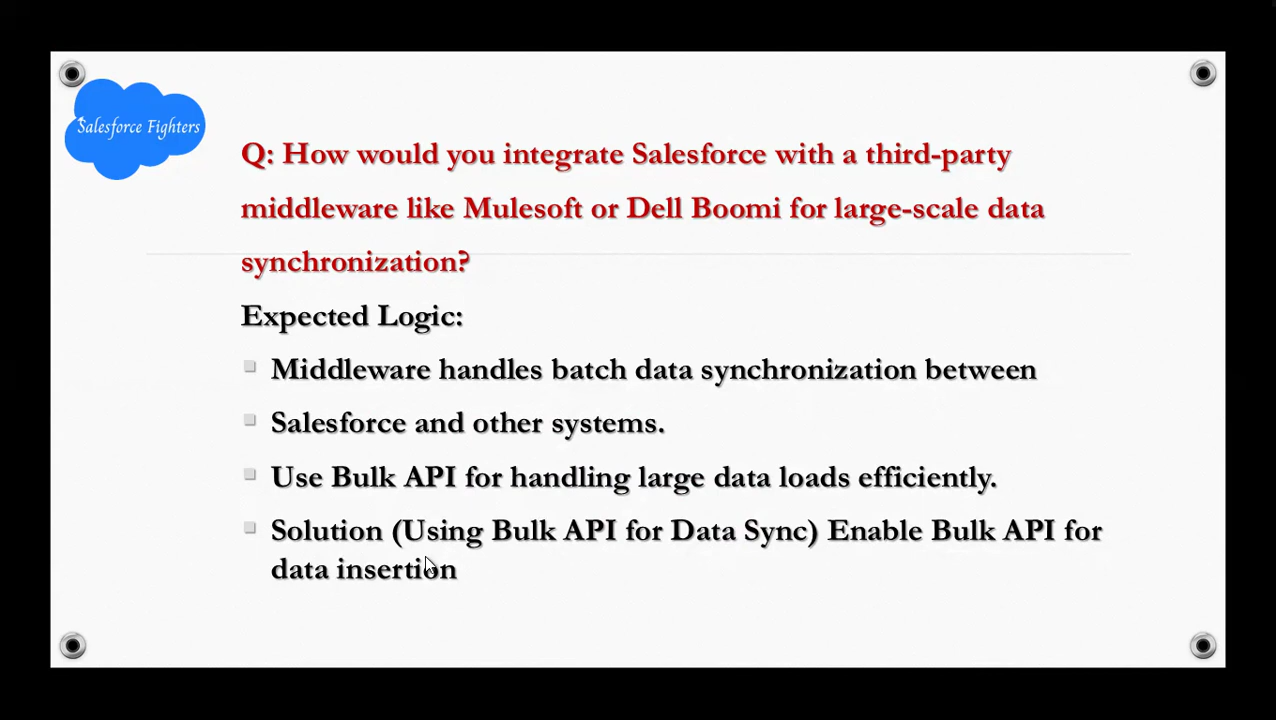 Salesforce Fighters
Q: How would you integrate Salesforce with a third-party
middleware like Mulesoft or Dell Boomi for large-scale data
synchronization?
Expected Logic:
Middleware handles batch data synchronization between
Salesforce and other systems.
Use Bulk API for handling large data loads efficiently.
Solution (Using Bulk API for Data Sync) Enable Bulk API for
data insertion